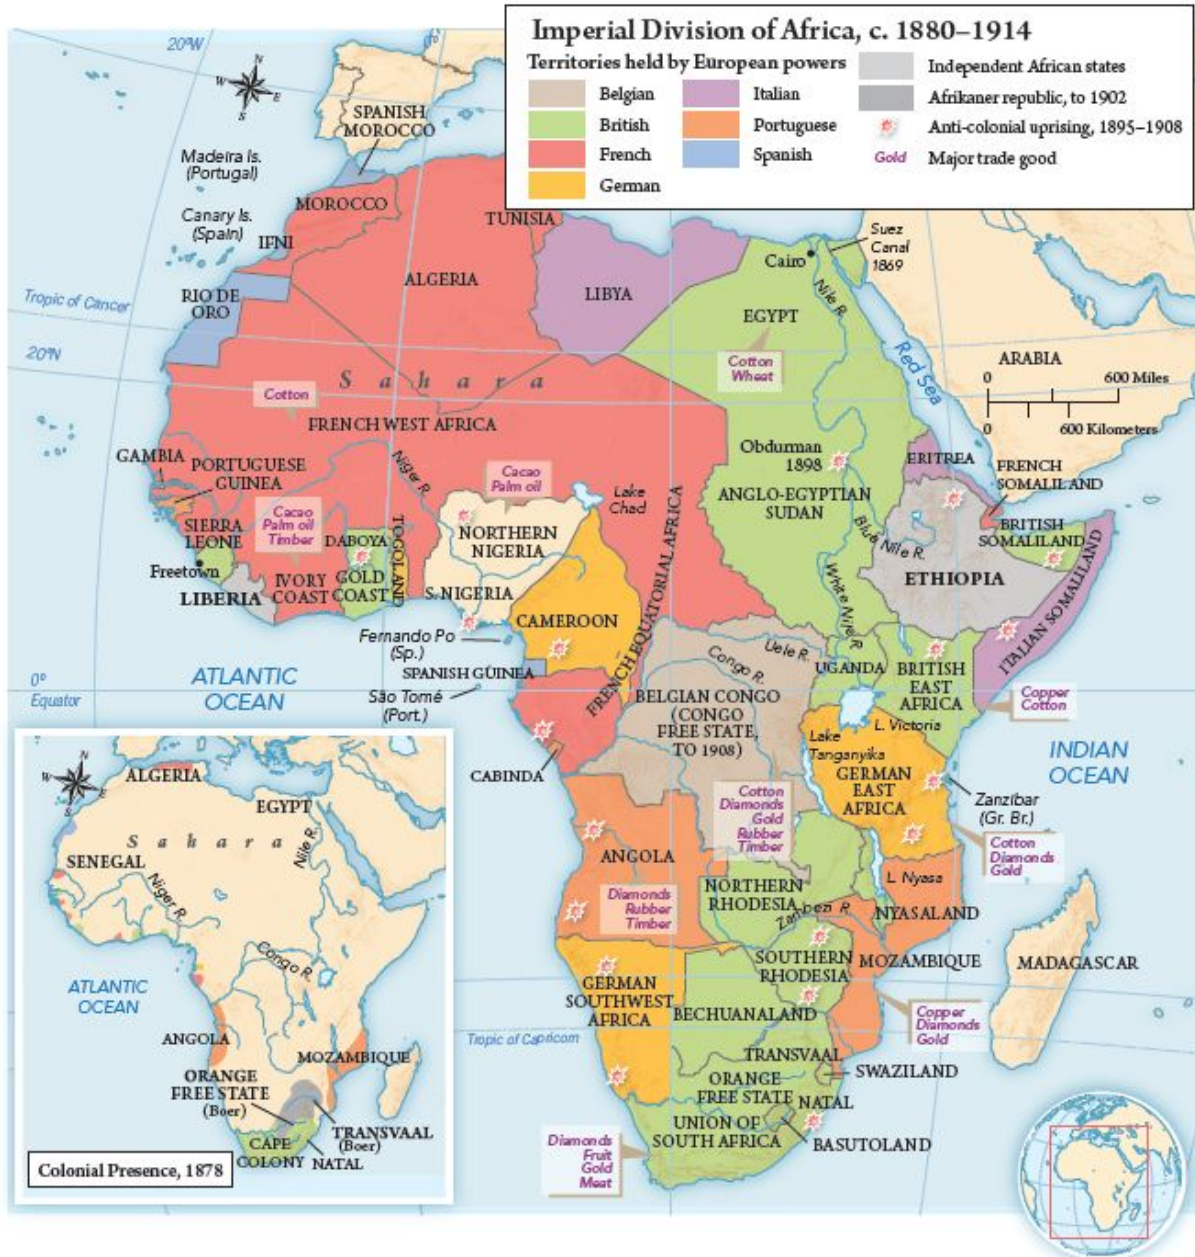 Imperial Division of Africa, c. 1880–1914
Territories held by European powers
Belgian
British
French
German
Italian
Portuguese
Spanish
Independent African states
Afrikaner republic, to 1902
Anti-colonial uprising, 1895–1908
Gold
Major trade good
20°W
0°
N
W
E
S
SPANISH
MOROCCO
Madeira Is.
(Portugal)
MOROCCO
TUNISIA
Canary Is.
(Spain)
IFNI
Suez
Canal
1869
Cairo
Nile R.
ALGERIA
LIBYA
EGYPT
RIO DE
ORO
Tropic of Cancer
20°N
Cotton
Wheat
Red Sea
ARABIA
0
600 Miles
0
600 Kilometers
Sahara
Cotton
FRENCH WEST AFRICA
Obdurman
1898
ERITREA
FRENCH
SOMALILAND
GAMBIA
PORTUGUESE
GUINEA
Niger R.
Cacao
Palm oil
Lake
Chad
ANGLO-EGYPTIAN
SUDAN
Cacao
Palm oil
Timber
SIERRA
LEONE
DABOYA
TOGOLAND
NORTHERN
NIGERIA
Blue Nile R.
BRITISH
SOMALILAND
Freetown
LIBERIA
IVORY
COAST
GOLD
COAST
S. NIGERIA
ETHIOPIA
White Nile R.
ITALIAN SOMALILAND
CAMEROON
FRENCH EQUATORIAL AFRICA
Fernando Po
(Sp.)
Uele R.
Congo R.
UGANDA
BRITISH
EAST
AFRICA
ATLANTIC
OCEAN
SPANISH GUINEA
0°
Equator
São Tomé
(Port.)
BELGIAN CONGO
(CONGO
FREE STATE,
TO 1908)
Copper
Cotton
L. Victoria
Lake
Tanganyika
INDIAN
OCEAN
CABINDA
GERMAN
EAST
AFRICA
Zanzibar
(Gr. Br.)
Cotton
Diamonds
Gold
Rubber
Timber
Cotton
Diamonds
Gold
ANGOLA
Diamonds
Rubber
Timber
L. Nyasa
NORTHERN
RHODESIA
Zambezi R.
NYASALAND
SOUTHERN
RHODESIA
MOZAMBIQUE
MADAGASCAR
GERMAN
SOUTHWEST
AFRICA
BECHUANALAND
Copper
Diamonds
Gold
Tropic of Capricorn
TRANSVAAL
SWAZILAND
ORANGE
FREE STATE
NATAL
UNION OF
SOUTH AFRICA
BASUTOLAND
Diamonds
Fruit
Gold
Meat
N
W
E
S
ALGERIA
EGYPT
Sahara
Nile R.
SENEGAL
Niger R.
Congo R.
ATLANTIC
OCEAN
ANGOLA
MOZAMBIQUE
ORANGE
FREE STATE
(Boer)
TRANSVAAL
(Boer)
CAPE
COLONY
NATAL
Colonial Presence, 1878